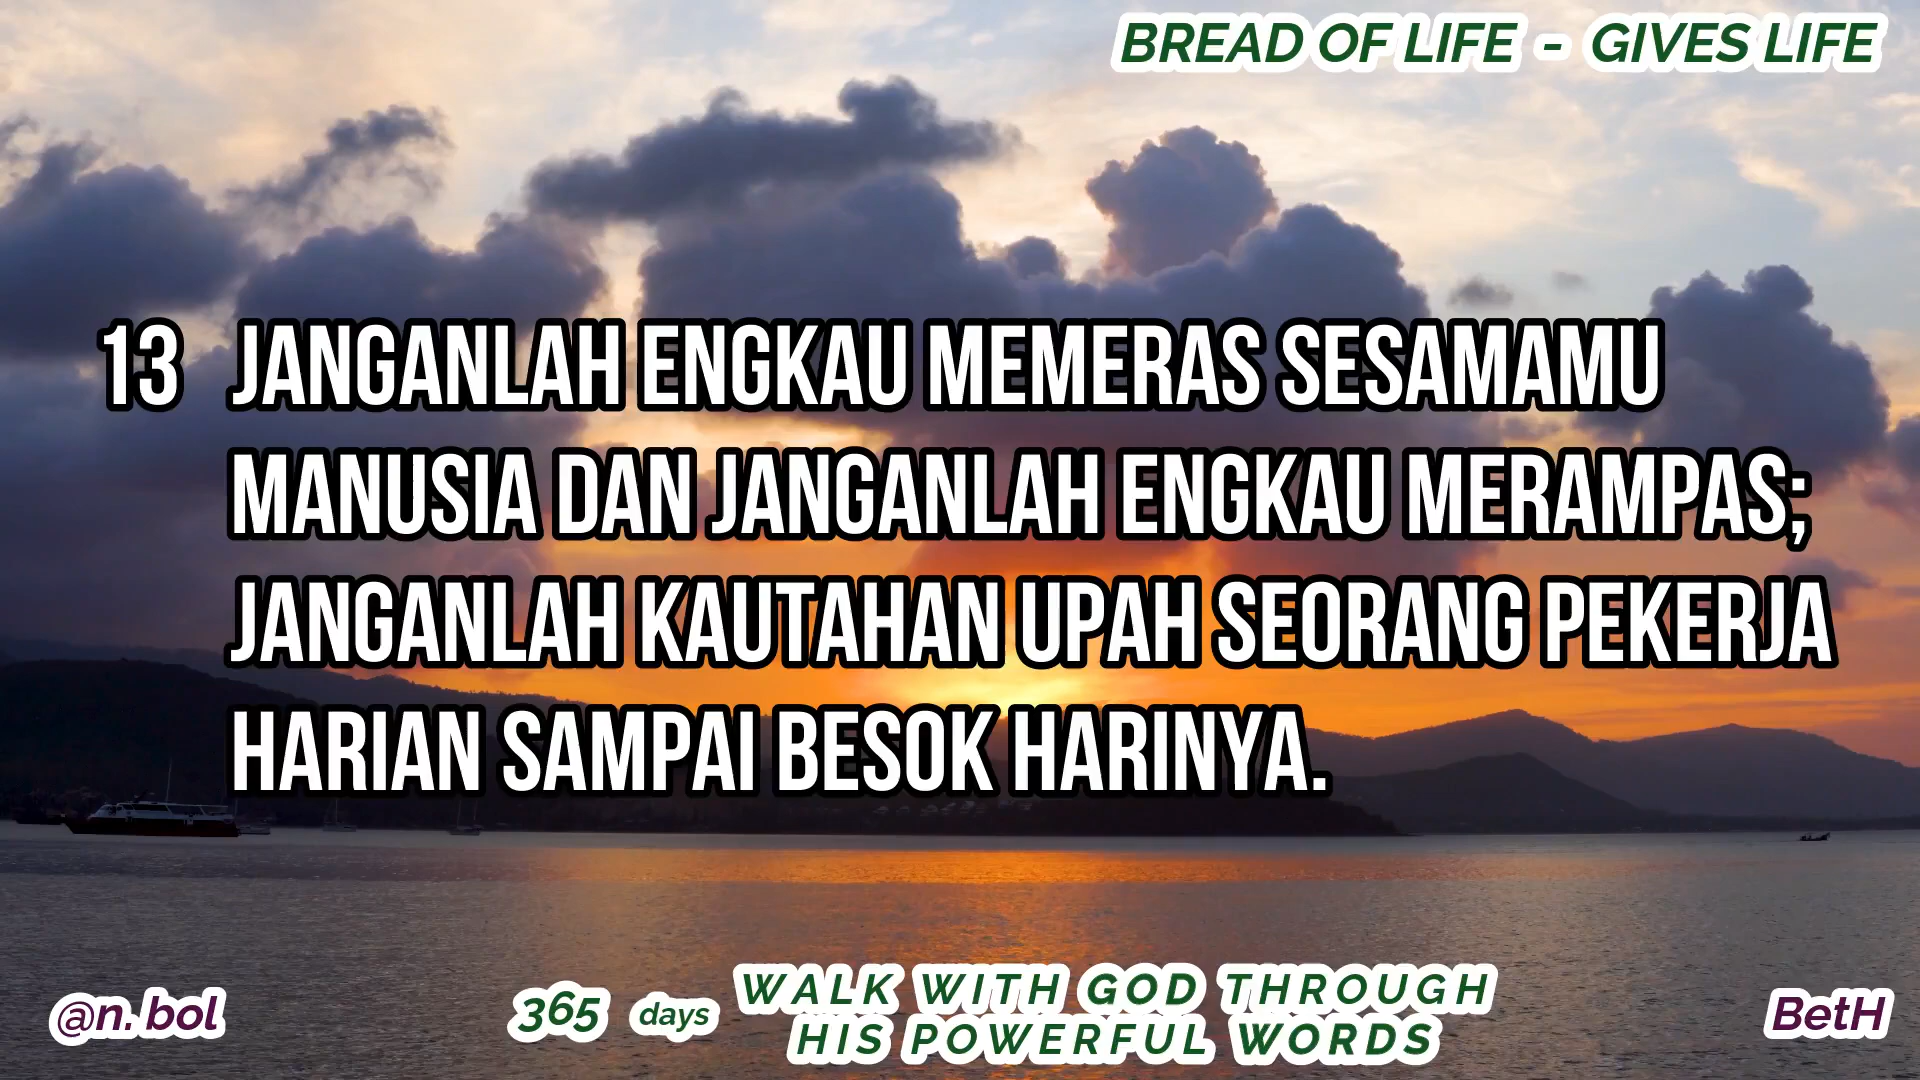 BREAD OF LIFE - GIVES LIFE
13 JANGANLAH ENGKAU MEMERAS SESAMAMU
MANUSIA DAN JANGANLAH ENGKAU MERAMPAS;
JANGANLAH KAUTAHAN UPAH SEORANG PEKERJA
HARIAN SAMPAI BESOK HARINYA.
@n.bol
365 days
WALK WITH GOD THROUGH
HIS POWERFUL WORDS
BetH